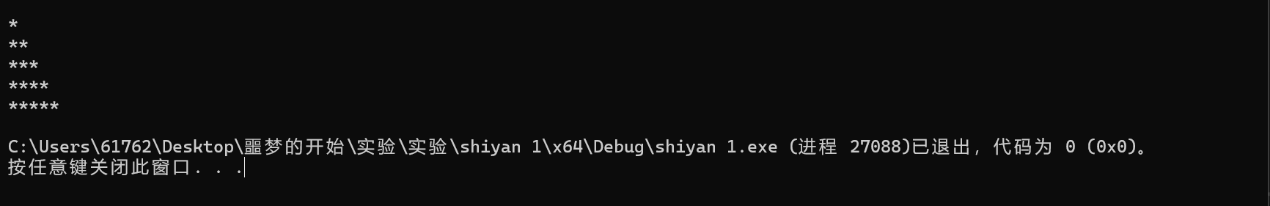 *
**
***
****
*****
C:\Users\61762\Desktop\噩梦的开始\实验\实验\shiyan 1\x64\Debug\shiyan 1.exe (进程 27088)已退出，代码为 0 (0x0)。
按任意键关闭此窗口. . .